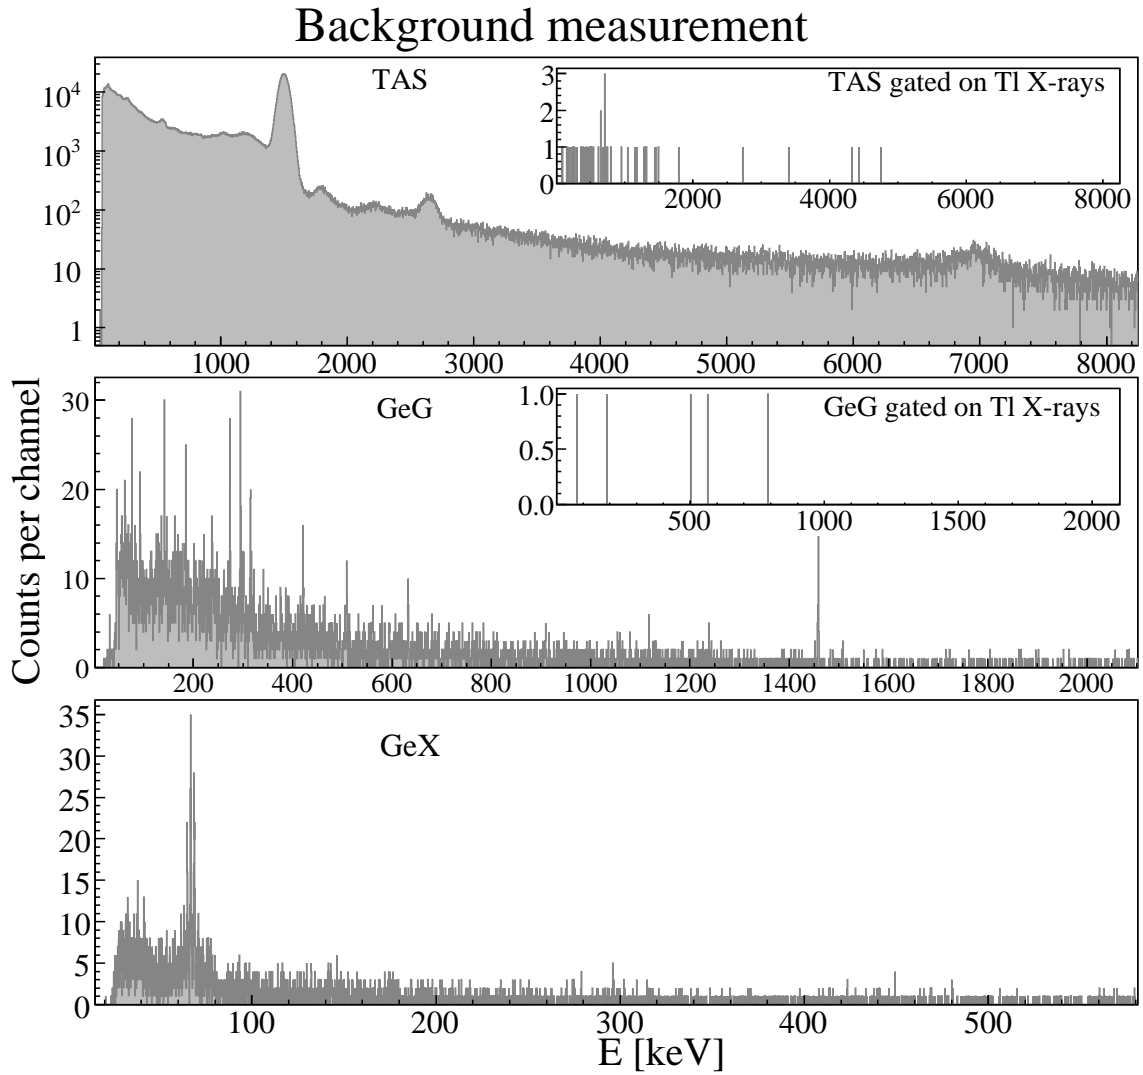 Background measurement
TAS
TAS gated on Tl X-rays
3
2
1
0
2000 4000 6000 8000
10^4
10^3
10^2
10
1
1000 2000 3000 4000 5000 6000 7000 8000
Counts per channel
GeG
GeG gated on Tl X-rays
1.0
0.5
0.0
500 1000 1500 2000
30
20
10
0
200 400 600 800 1000 1200 1400 1600 1800 2000
GeX
35
30
25
20
15
10
5
0
100 200 300 400 500
E [keV]